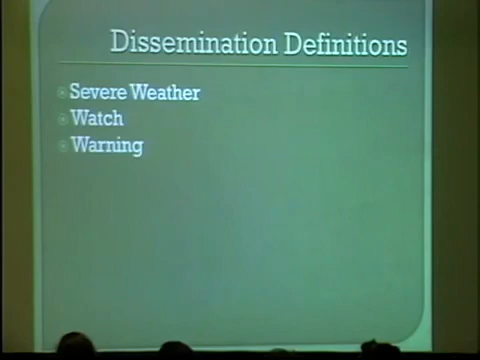 Dissemination Definitions
Severe Weather
Watch
Warning